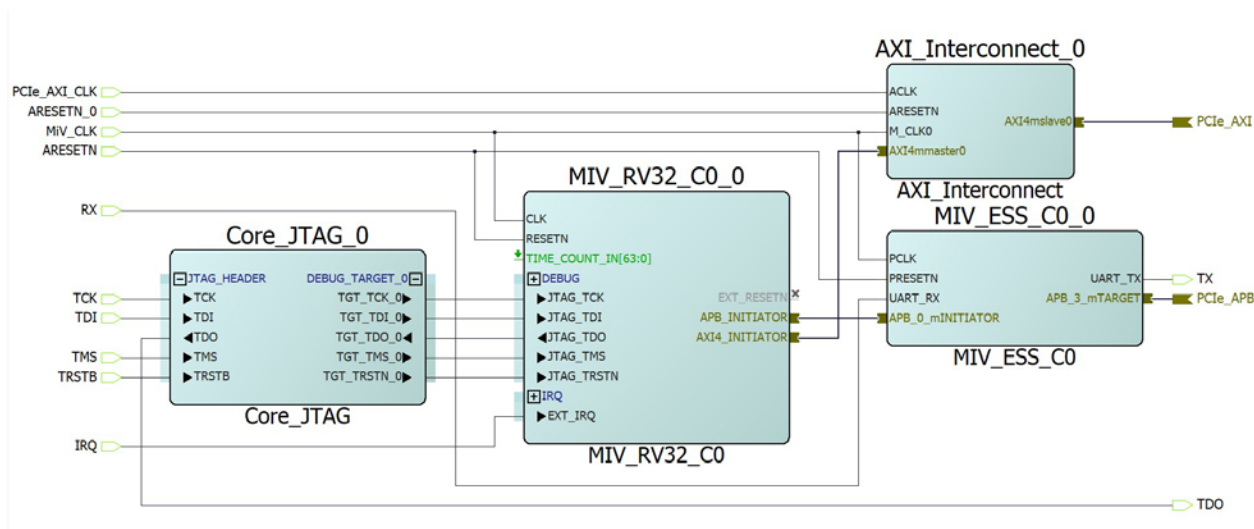 AXI_Interconnect_0
PCIe_AXI_CLK
ARESETN_0
MiV_CLK
ARESETN
ACLK
ARESETN
M_CLK0
AXI4mmaster0
AXI4mslave0
PCIe_AXI
AXI_Interconnect
RX
MIV_RV32_C0_0
CLK
RESETN
TIME_COUNT_IN[63:0]
DEBUG
JTAG_TCK
JTAG_TDI
JTAG_TDO
JTAG_TMS
JTAG_TRSTN
IRQ
EXT_IRQ
EXT_RESETN
APB_INITIATOR
AXI4_INITIATOR
MIV_RV32_C0
MIV_ESS_C0_0
PCLK
PRESETN
UART_RX
APB_0_mINITIATOR
UART_TX
APB_3_mTARGET
TX
PCIe_APB
MIV_ESS_C0
Core_JTAG_0
JTAG_HEADER
DEBUG_TARGET_0
TCK
TDI
TMS
TRSTB
TCK
TDI
TDO
TMS
TRSTB
TGT_TCK_0
TGT_TDI_0
TGT_TDO_0
TGT_TMS_0
TGT_TRSTN_0
Core_JTAG
IRQ
TDO